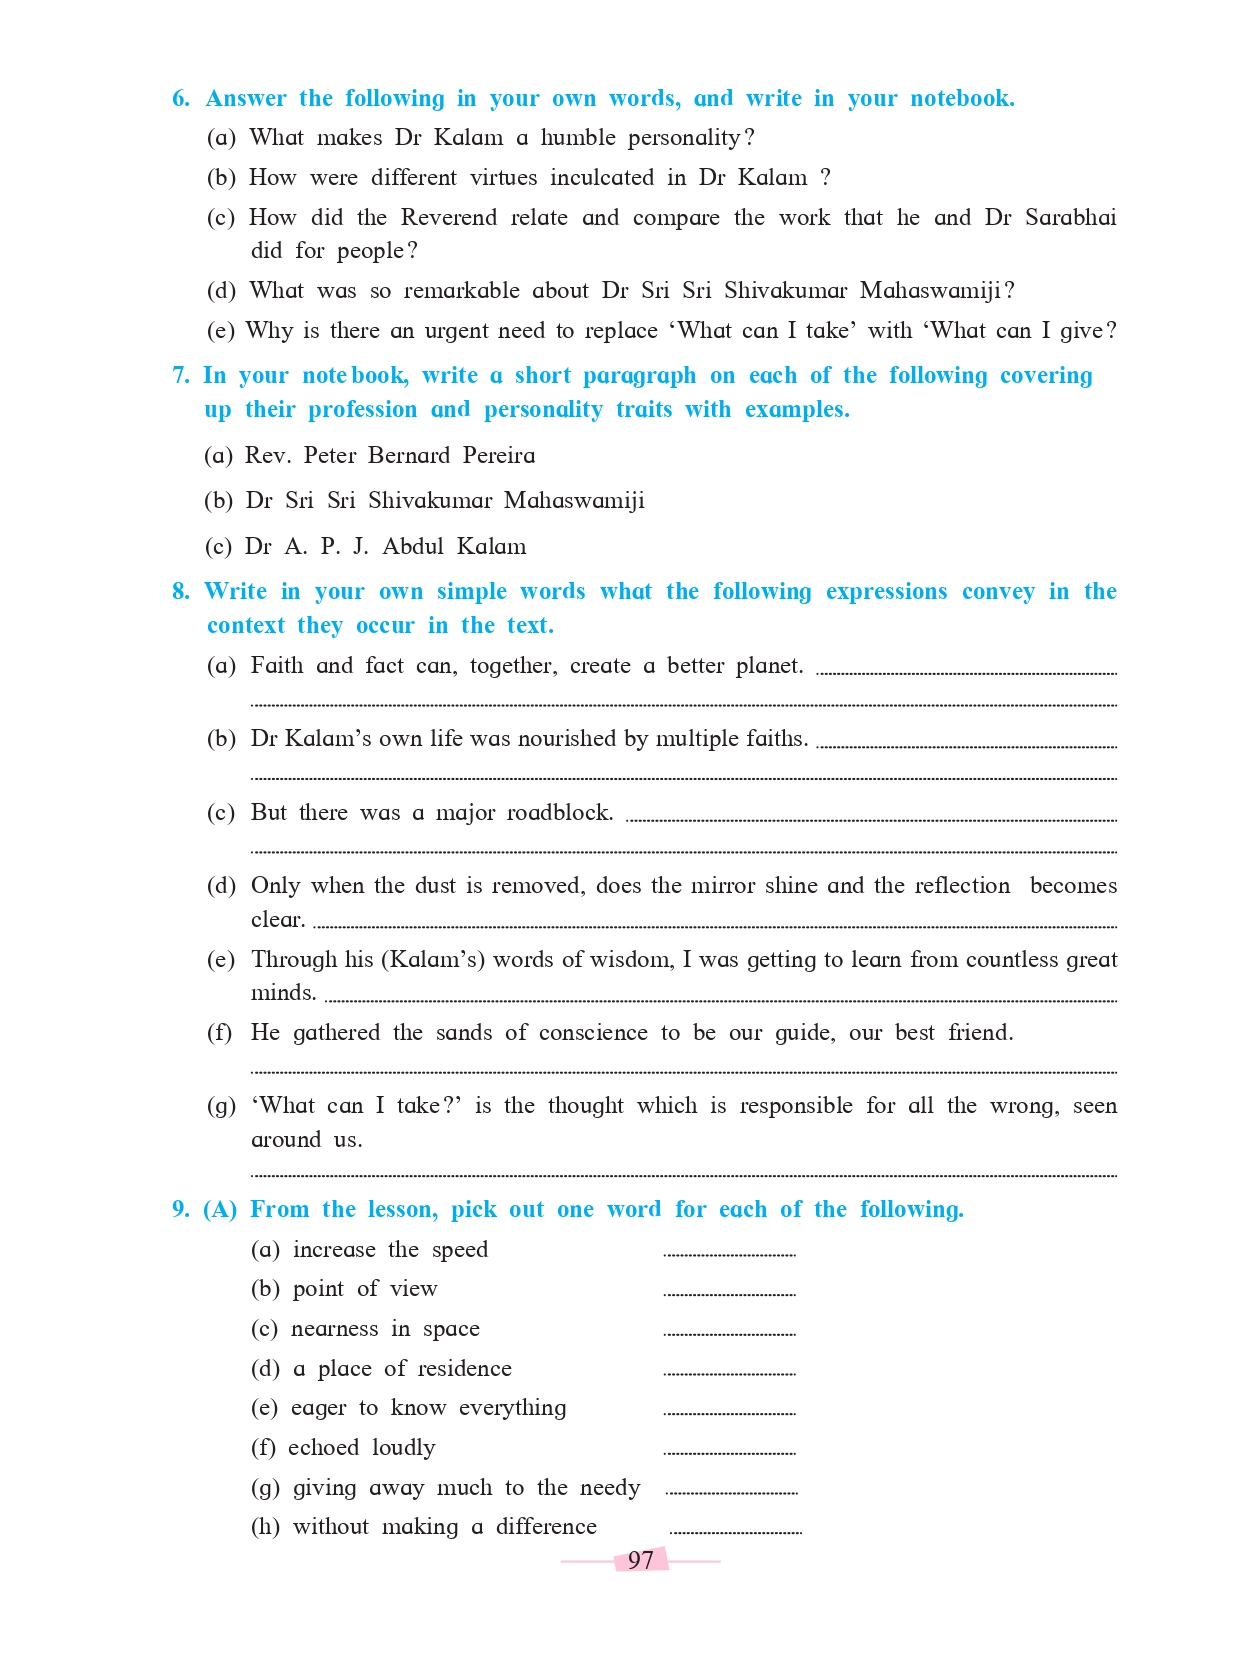 6. Answer the following in your own words, and write in your notebook.
(a) What makes Dr Kalam a humble personality?
(b) How were different virtues inculcated in Dr Kalam ?
(c) How did the Reverend relate and compare the work that he and Dr Sarabhai
did for people?
(d) What was so remarkable about Dr Sri Sri Shivakumar Mahaswamiji?
(e) Why is there an urgent need to replace ‘What can I take’ with ‘What can I give?
7. In your notebook, write a short paragraph on each of the following covering
up their profession and personality traits with examples.
(a) Rev. Peter Bernard Pereira
(b) Dr Sri Sri Shivakumar Mahaswamiji
(c) Dr A. P. J. Abdul Kalam
8. Write in your own simple words what the following expressions convey in the
context they occur in the text.
(a) Faith and fact can, together, create a better planet.
(b) Dr Kalam’s own life was nourished by multiple faiths.
(c) But there was a major roadblock.
(d) Only when the dust is removed, does the mirror shine and the reflection becomes
clear.
(e) Through his (Kalam’s) words of wisdom, I was getting to learn from countless great
minds.
(f) He gathered the sands of conscience to be our guide, our best friend.
(g) ‘What can I take?’ is the thought which is responsible for all the wrong, seen
around us.
9. (A) From the lesson, pick out one word for each of the following.
(a) increase the speed
(b) point of view
(c) nearness in space
(d) a place of residence
(e) eager to know everything
(f) echoed loudly
(g) giving away much to the needy
(h) without making a difference
97